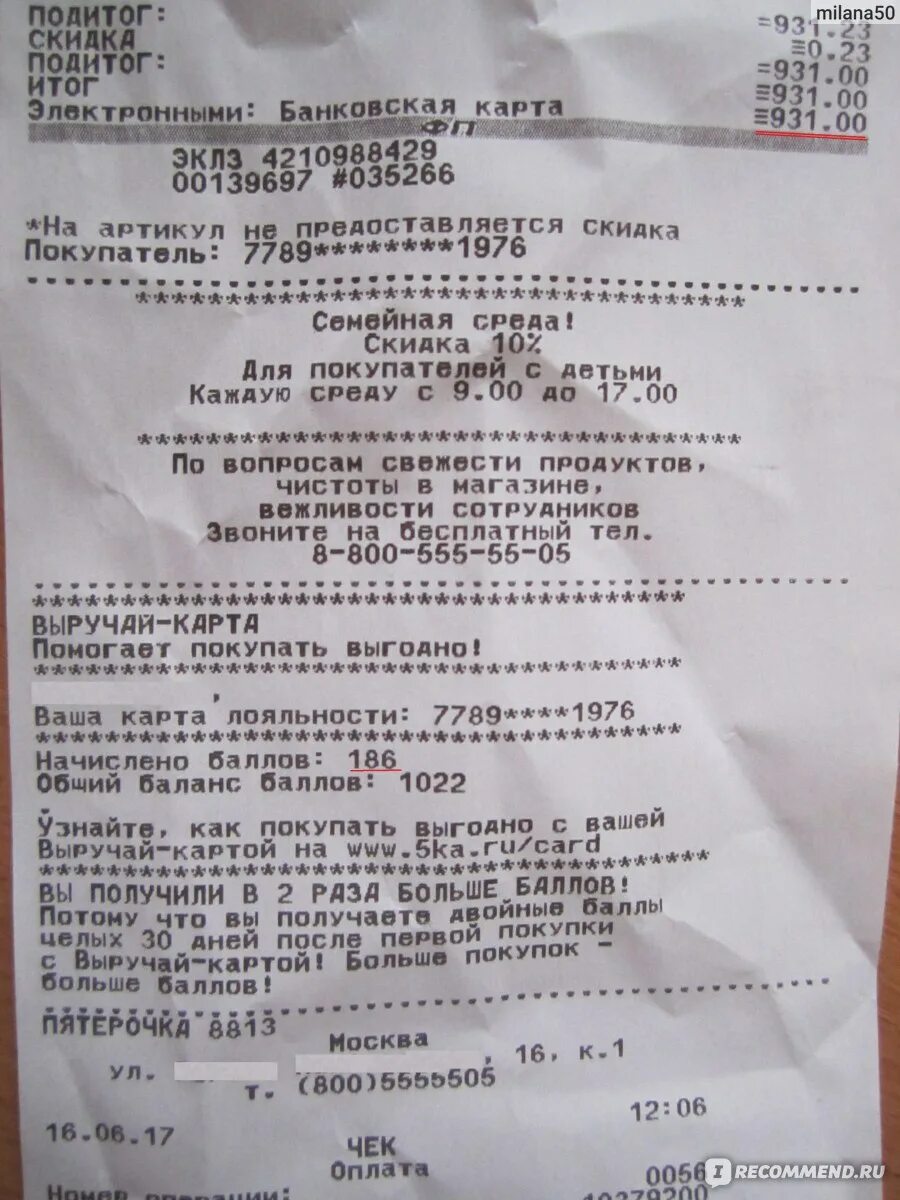 milana50
ПОДИТОГ: =931.23
СКИДКА ≡0.23
ПОДИТОГ: =931.00
ИТОГ ≡931.00
Электронными: Банковская карта ≡931.00
ФП
ЭКЛЗ 4210988429
00139697 #035266
*На артикул не предоставляется скидка
Покупатель: 7789*********1976
Семейная среда!
Скидка 10%
Для покупателей с детьми
Каждую среду с 9.00 до 17.00
По вопросам свежести продуктов,
чистоты в магазине,
вежливости сотрудников
Звоните на бесплатный тел.
8-800-555-55-05
ВЫРУЧАЙ-КАРТА
Помогает покупать выгодно!
,
Ваша карта лояльности: 7789****1976
Начислено баллов: 186
Общий баланс баллов: 1022
Узнайте, как покупать выгодно с вашей
Выручай-картой на www.5ka.ru/card
ВЫ ПОЛУЧИЛИ В 2 РАЗА БОЛЬШЕ БАЛЛОВ!
Потому что вы получаете двойные баллы
целых 30 дней после первой покупки
с Выручай-картой! Больше покупок -
больше баллов!
ПЯТЕРОЧКА 8813
Москва
ул. , 16, к.1
т. (800)5555505
12:06
16.06.17
ЧЕК
Оплата 0056
Номер операции: 10279200
IRECOMMEND.RU